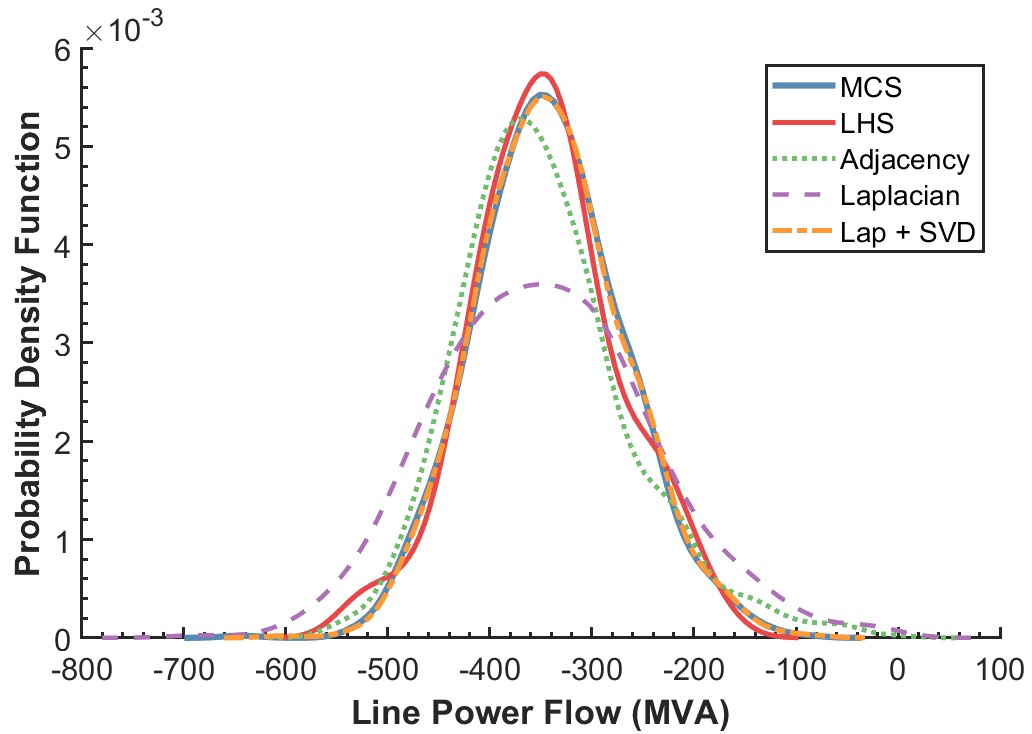 ×10⁻³
6
5
4
3
2
1
0
-800 -700 -600 -500 -400 -300 -200 -100 0 100
Probability Density Function
Line Power Flow (MVA)
MCS
LHS
Adjacency
Laplacian
Lap + SVD